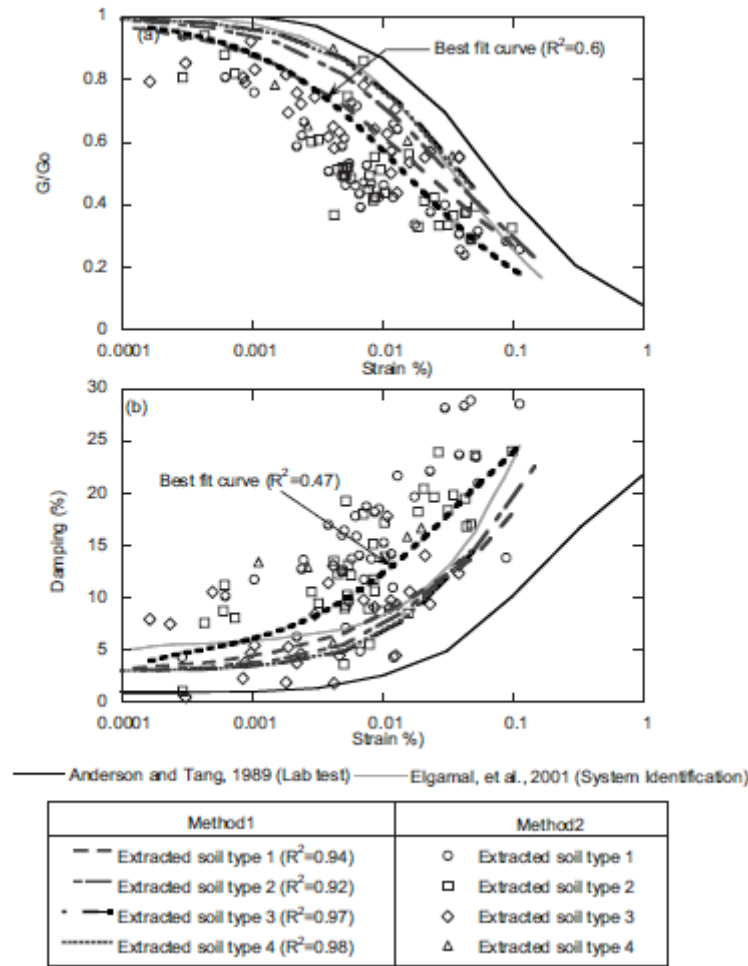 1
(a)
Best fit curve (R²=0.6)
0.8
0.6
G/Go
0.4
0.2
0
0.0001 0.001 0.01 0.1 1
Strain %)
30
(b)
25
Best fit curve (R²=0.47)
20
Damping (%)
15
10
5
0
0.0001 0.001 0.01 0.1 1
Strain %)
Anderson and Tang, 1989 (Lab test) Elgamal, et al., 2001 (System Identification)
Method1 Method2
Extracted soil type 1 (R²=0.94) Extracted soil type 1
Extracted soil type 2 (R²=0.92) Extracted soil type 2
Extracted soil type 3 (R²=0.97) Extracted soil type 3
Extracted soil type 4 (R²=0.98) Extracted soil type 4